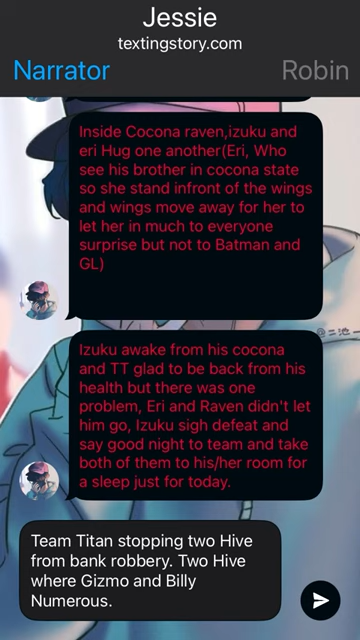 Jessie
textingstory.com
Narrator
Robin
Inside Cocona raven,izuku and
eri Hug one another(Eri, Who
see his brother in cocona state
so she stand infront of the wings
and wings move away for her to
let her in much to everyone
surprise but not to Batman and
GL)
Izuku awake from his cocona
and TT glad to be back from his
health but there was one
problem, Eri and Raven didn't let
him go, Izuku sigh defeat and
say good night to team and take
both of them to his/her room for
a sleep just for today.
Team Titan stopping two Hive
from bank robbery. Two Hive
where Gizmo and Billy
Numerous.